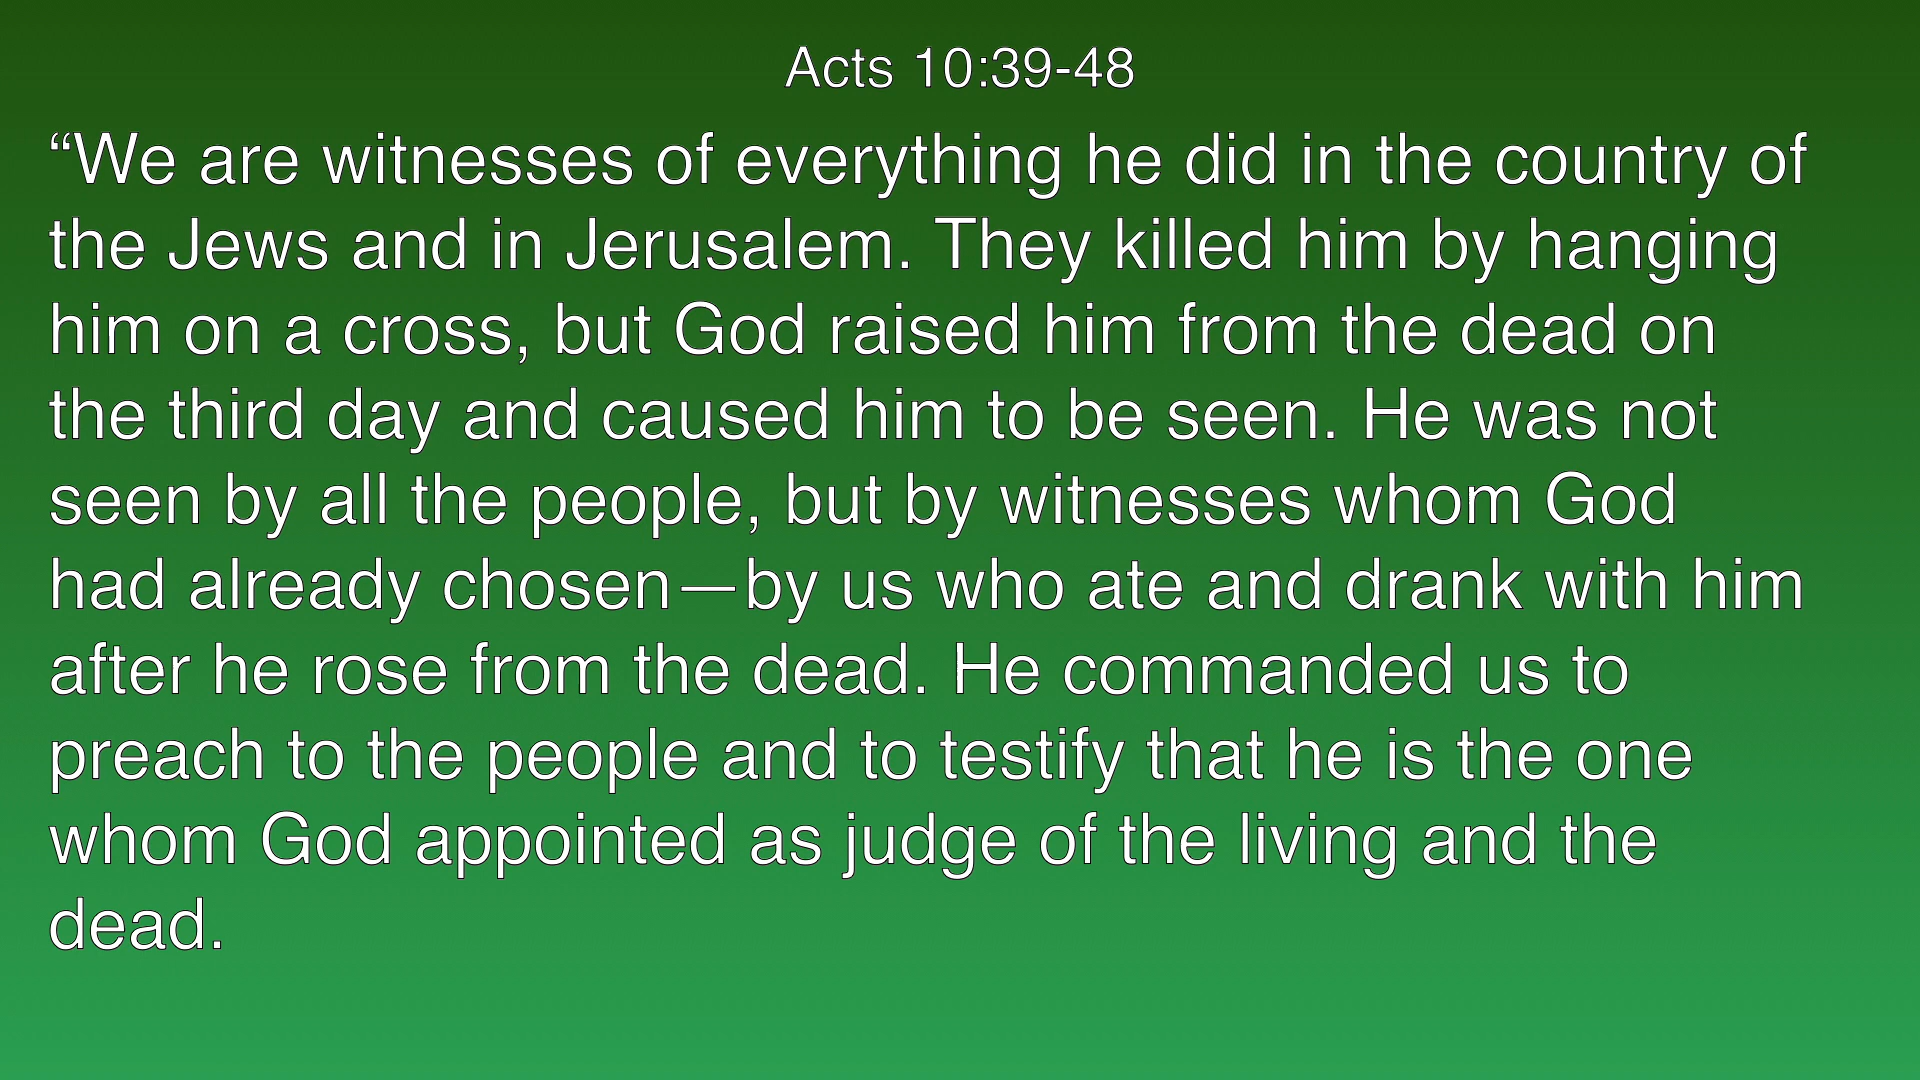 Acts 10:39-48
“We are witnesses of everything he did in the country of
the Jews and in Jerusalem. They killed him by hanging
him on a cross, but God raised him from the dead on
the third day and caused him to be seen. He was not
seen by all the people, but by witnesses whom God
had already chosen—by us who ate and drank with him
after he rose from the dead. He commanded us to
preach to the people and to testify that he is the one
whom God appointed as judge of the living and the
dead.